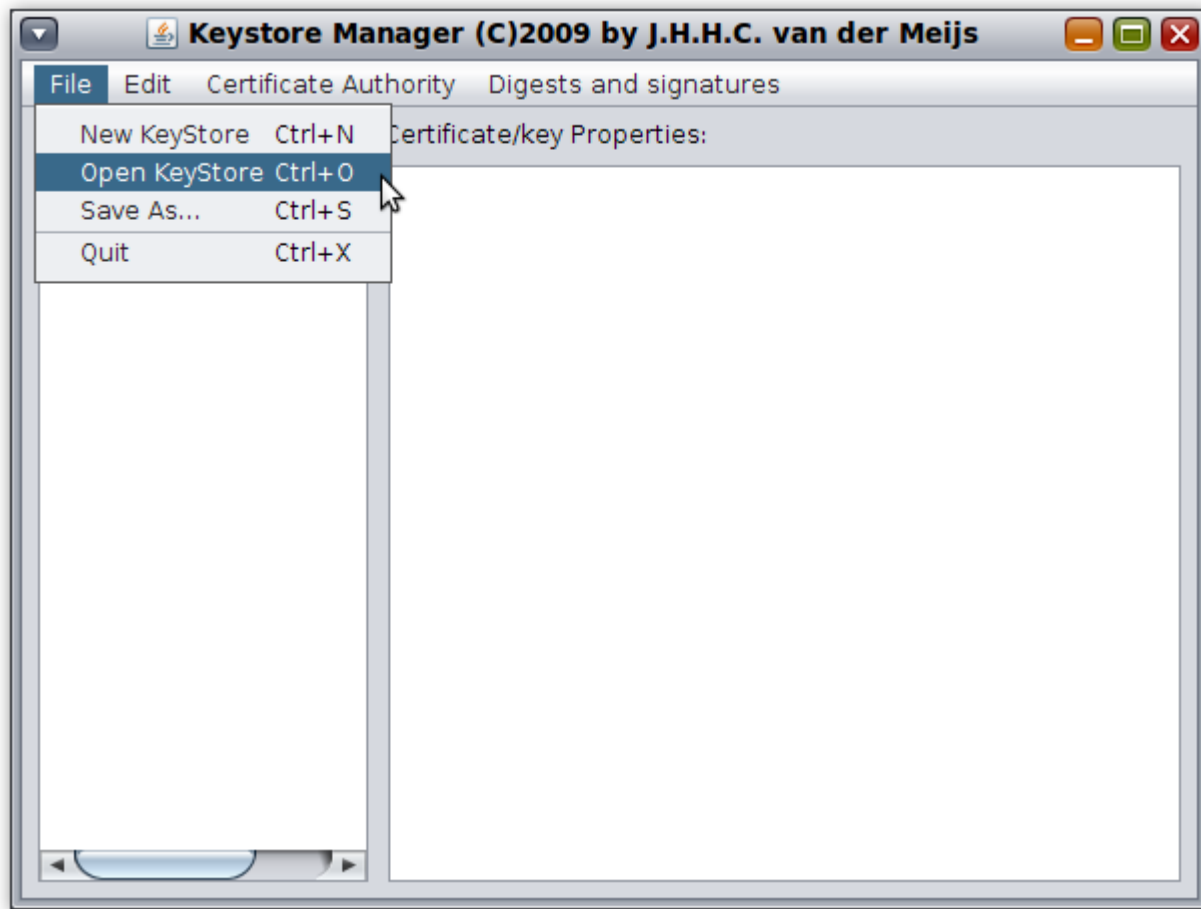 Keystore Manager (C)2009 by J.H.H.C. van der Meijs
File Edit Certificate Authority Digests and signatures
New KeyStore Ctrl+N
Certificate/key Properties:
Open KeyStore Ctrl+O
Save As... Ctrl+S
Quit Ctrl+X